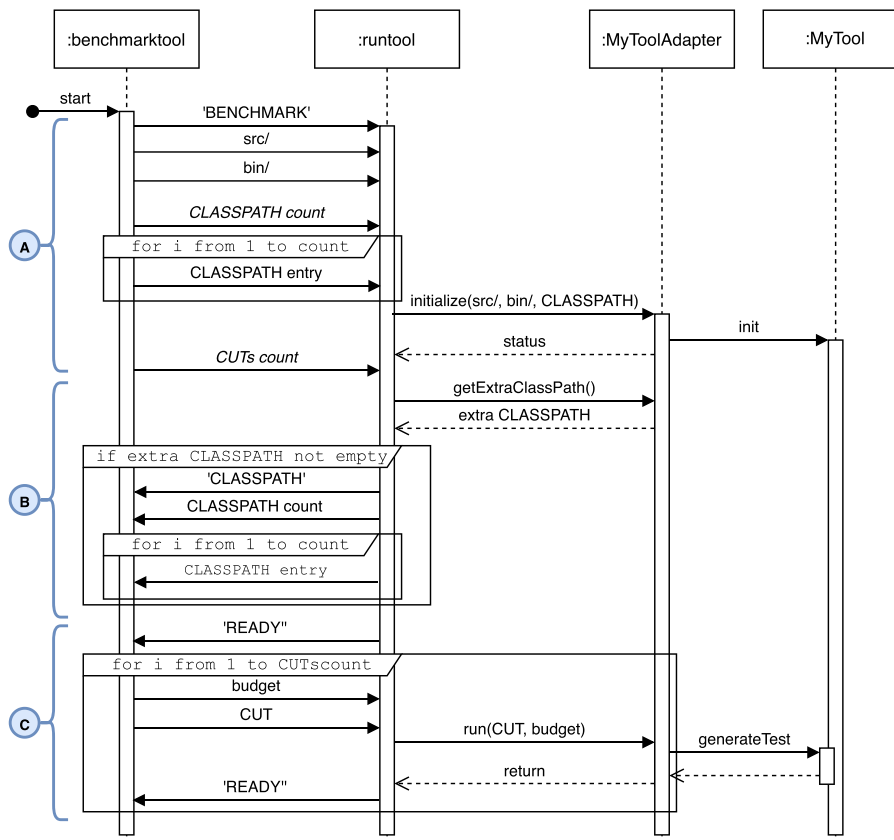 :benchmarktool
:runtool
:MyToolAdapter
:MyTool
start
'BENCHMARK'
src/
bin/
CLASSPATH count
A
for i from 1 to count
CLASSPATH entry
initialize(src/, bin/, CLASSPATH)
init
status
CUTs count
getExtraClassPath()
extra CLASSPATH
if extra CLASSPATH not empty
'CLASSPATH'
B
CLASSPATH count
for i from 1 to count
CLASSPATH entry
'READY"
for i from 1 to CUTscount
budget
CUT
C
run(CUT, budget)
generateTest
return
'READY"